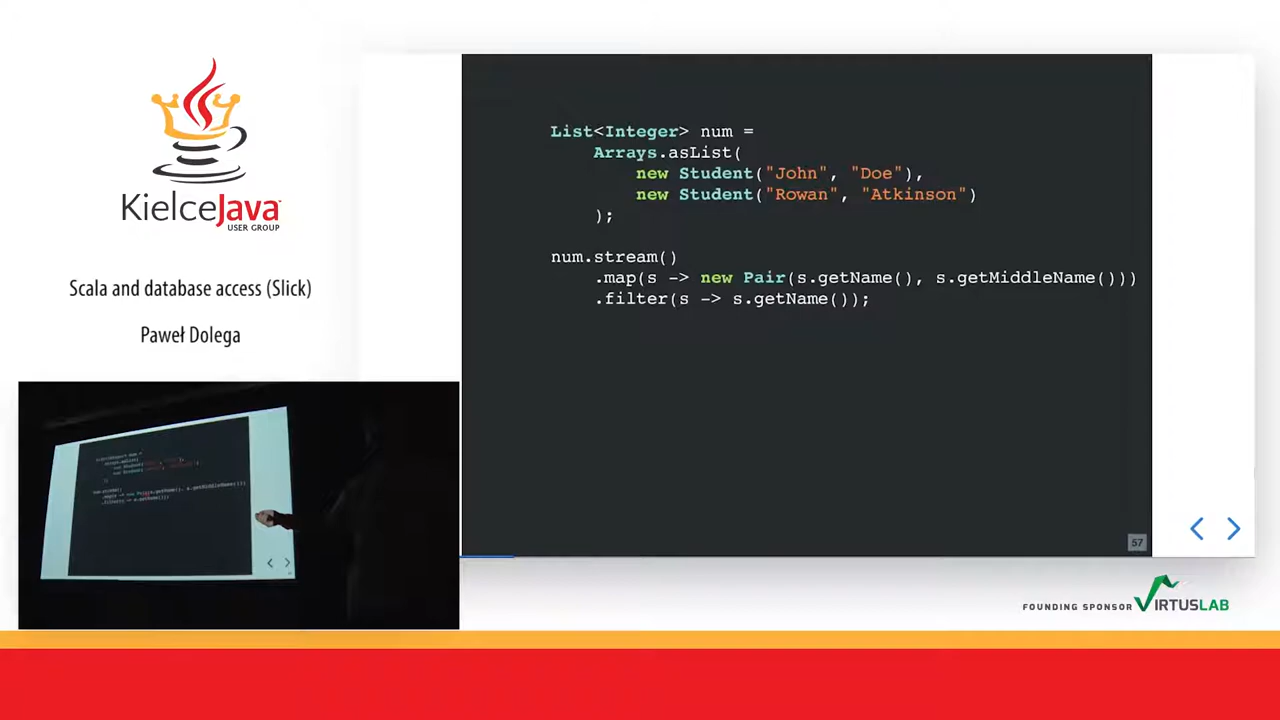 KielceJava
USER GROUP
Scala and database access (Slick)
Paweł Dolega
List<Integer> num =
Arrays.asList(
new Student("John", "Doe"),
new Student("Rowan", "Atkinson")
);
num.stream()
.map(s -> new Pair(s.getName(), s.getMiddleName()))
.filter(s -> s.getName());
57
FOUNDING SPONSOR VIRTUSLAB